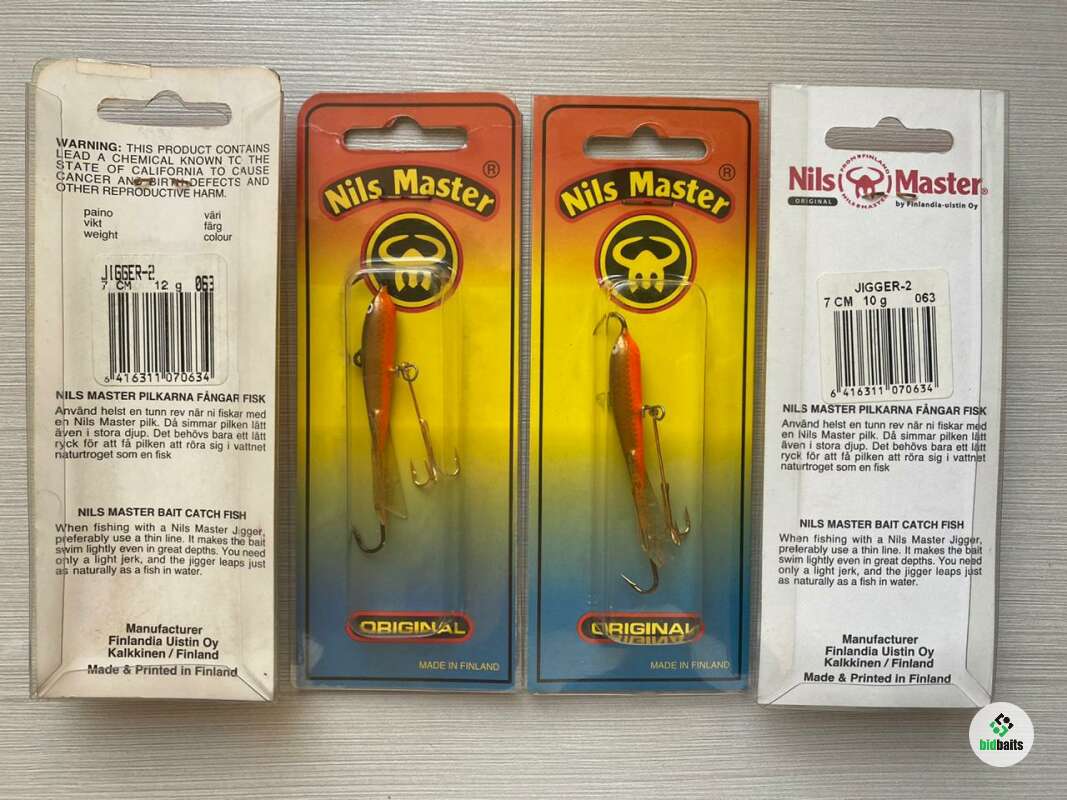 WARNING: THIS PRODUCT CONTAINS
LEAD A CHEMICAL KNOWN TC THE
STATE OF CALIFORNIA TO CAUSE
CANCER AND BIRTH DEFECTS AND
OTHER REPRODUCTIVE HARM.
paino väri
vikt färg
weight colour
JIGGER-2
7 CM 12 g 063
6 416311 070634
NILS MASTER PILKARNA FÅNGAR FISK
Använd helst en tunn rev når ni fiskar med
en Nils Master pilk. Då simmar pilken lätt
även i stora djup. Det behövs bara ett lätt
ryck för att få pilken att röra sig i vattnet
naturtroget som en fisk
NILS MASTER BAIT CATCH FISH
When fishing with a Nils Master Jigger,
preferably use a thin line. It makes the bait
swim lightly even in great depths. You need
only a light jerk, and the jigger leaps just
as naturally as a fish in water.
Manufacturer
Finlandia Uistin Oy
Kalkkinen / Finland
Made & Printed in Finland
Nils Master ®
ORIGINAL
MADE IN FINLAND
Nils Master ®
ORIGINAL
MADE IN FINLAND
Nils Master®
FROM FINLAND
NILS MASTER
ORIGINAL by Finlandia-uistin Oy
JIGGER-2
7 CM 10 g 063
6 416311 070634
NILS MASTER PILKARNA FÅNGAR FISK
Använd helst en tunn rev når ni fiskar med
en Nils Master pilk. Då simmar pilken lätt
även i stora djup. Det behövs bara ett lätt
ryck för att få pilken att röra sig i vattnet
naturtroget som en fisk
NILS MASTER BAIT CATCH FISH
When fishing with a Nils Master Jigger,
preferably use a thin line. It makes the bait
swim lightly even in great depths. You need
only a light jerk, and the jigger leaps just
as naturally as a fish in water.
Manufacturer
Finlandia Uistin Oy
Kalkkinen / Finland
Made & Printed in Finland
bidbaits